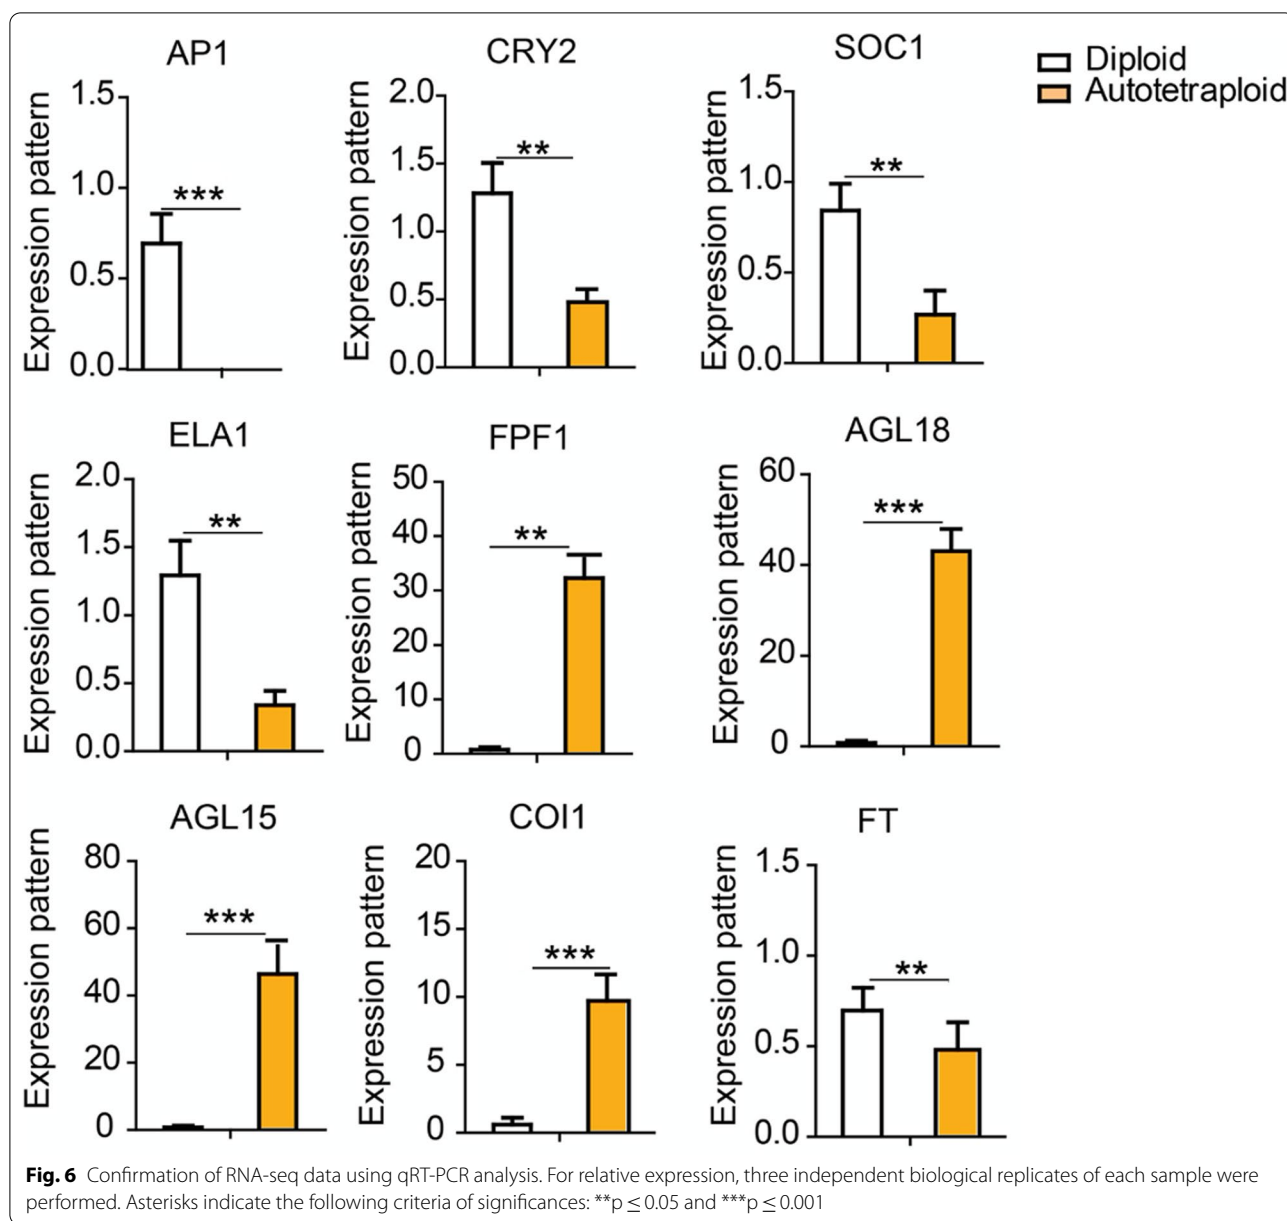 AP1
Expression pattern
1.5
1.0
0.5
0.0
***
CRY2
Expression pattern
2.0
1.5
1.0
0.5
0.0
**
SOC1
Expression pattern
1.5
1.0
0.5
0.0
**
Diploid
Autotetraploid
ELA1
Expression pattern
2.0
1.5
1.0
0.5
0.0
**
FPF1
Expression pattern
50
40
30
20
10
0
**
AGL18
Expression pattern
60
40
20
0
***
AGL15
Expression pattern
80
60
40
20
0
***
COI1
Expression pattern
20
15
10
5
0
***
FT
Expression pattern
1.5
1.0
0.5
0.0
**
Fig. 6 Confirmation of RNA-seq data using qRT-PCR analysis. For relative expression, three independent biological replicates of each sample were
performed. Asterisks indicate the following criteria of significances: **p ≤ 0.05 and ***p ≤ 0.001